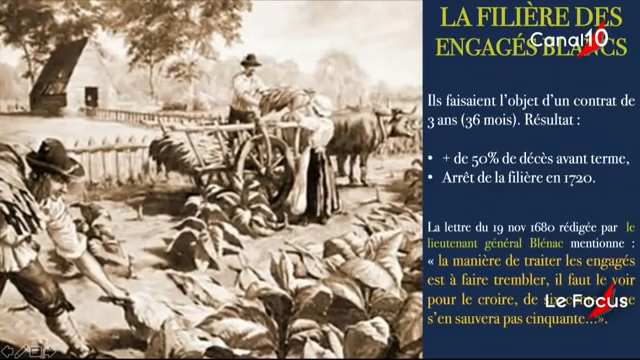 LA FILIÈRE DES
ENGAGÉS BLANCS
Canal10
Ils faisaient l'objet d'un contrat de
3 ans (36 mois). Résultat :
• + de 50% de décès avant terme,
• Arrêt de la filière en 1720.
La lettre du 19 nov 1680 rédigée par le
lieutenant général Blénac mentionne :
« la manière de traiter les engagés
est à faire trembler, il faut le voir
pour le croire, de
s'en sauvera pas cinquante...».
Le Focus